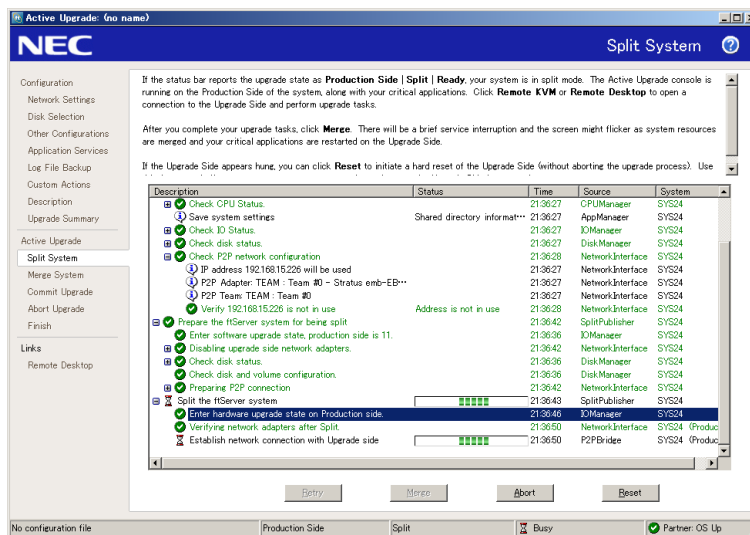 Active Upgrade: (no name)
NEC
Split System
Configuration
Network Settings
Disk Selection
Other Configurations
Application Services
Log File Backup
Custom Actions
Description
Upgrade Summary
Active Upgrade
Split System
Merge System
Commit Upgrade
Abort Upgrade
Finish
Links
Remote Desktop
If the status bar reports the upgrade state as Production Side | Split | Ready, your system is in split mode. The Active Upgrade console is
running on the Production Side of the system, along with your critical applications. Click Remote KVM or Remote Desktop to open a
connection to the Upgrade Side and perform upgrade tasks.
After you complete your upgrade tasks, click Merge. There will be a brief service interruption and the screen might flicker as system resources
are merged and your critical applications are restarted on the Upgrade Side.
If the Upgrade Side appears hung, you can click Reset to initiate a hard reset of the Upgrade Side (without aborting the upgrade process). Use
Description Status Time Source System
Check CPU Status. 21:36:27 CPUManager SYS24
Save system settings Shared directory informat... 21:36:27 AppManager SYS24
Check IO Status. 21:36:27 IOManager SYS24
Check disk status. 21:36:27 DiskManager SYS24
Check P2P network configuration 21:36:28 NetworkInterface SYS24
IP address 192.168.15.226 will be used 21:36:27 NetworkInterface SYS24
P2P Adapter: TEAM : Team #0 - Stratus emb-EB... 21:36:27 NetworkInterface SYS24
P2P Team: TEAM : Team #0 21:36:27 NetworkInterface SYS24
Verify 192.168.15.226 is not in use Address is not in use 21:36:28 NetworkInterface SYS24
Prepare the ftServer system for being split 21:36:42 SplitPublisher SYS24
Enter software upgrade state, production side is 11. 21:36:36 IOManager SYS24
Disabling upgrade side network adapters. 21:36:42 NetworkInterface SYS24
Check disk status. 21:36:36 DiskManager SYS24
Check disk and volume configuration. 21:36:36 DiskManager SYS24
Preparing P2P connection 21:36:42 NetworkInterface SYS24
Split the ftServer system 21:36:43 SplitPublisher SYS24
Enter hardware upgrade state on Production side. 21:36:46 IOManager SYS24
Verifying network adapters after Split. 21:36:50 NetworkInterface SYS24 (Produc
Establish network connection with Upgrade side 21:36:50 P2PBridge SYS24 (Produc
Retry Merge Abort Reset
No configuration file Production Side Split Busy Partner: OS Up